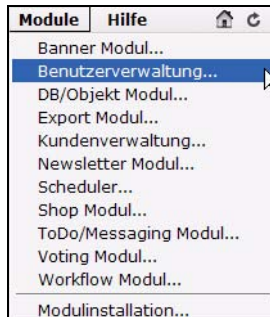 Module Hilfe
Banner Modul...
Benutzerverwaltung...
DB/Objekt Modul...
Export Modul...
Kundenverwaltung...
Newsletter Modul...
Scheduler...
Shop Modul...
ToDo/Messaging Modul...
Voting Modul...
Workflow Modul...
Modulinstallation...